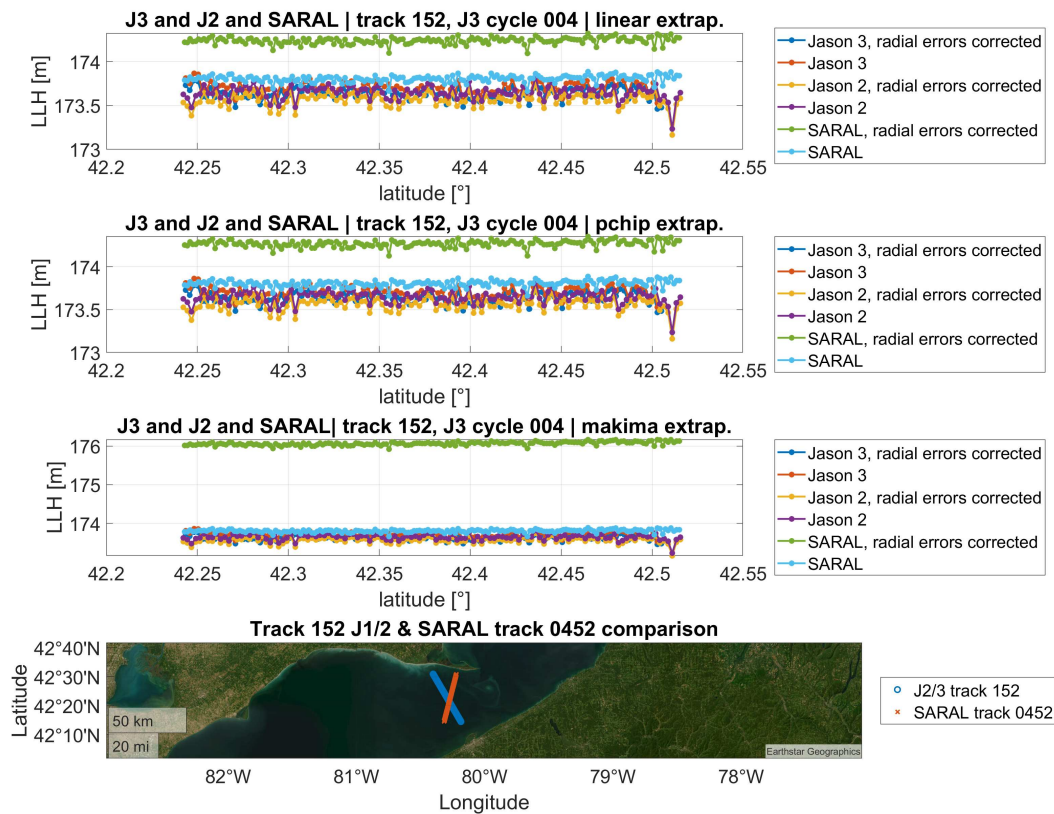 J3 and J2 and SARAL | track 152, J3 cycle 004 | linear extrap.
LLH [m]
174
173.5
173
42.2 42.25 42.3 42.35 42.4 42.45 42.5 42.55
latitude [°]
Jason 3, radial errors corrected
Jason 3
Jason 2, radial errors corrected
Jason 2
SARAL, radial errors corrected
SARAL
J3 and J2 and SARAL | track 152, J3 cycle 004 | pchip extrap.
LLH [m]
174
173.5
173
42.2 42.25 42.3 42.35 42.4 42.45 42.5 42.55
latitude [°]
Jason 3, radial errors corrected
Jason 3
Jason 2, radial errors corrected
Jason 2
SARAL, radial errors corrected
SARAL
J3 and J2 and SARAL| track 152, J3 cycle 004 | makima extrap.
LLH [m]
176
175
174
42.2 42.25 42.3 42.35 42.4 42.45 42.5 42.55
latitude [°]
Jason 3, radial errors corrected
Jason 3
Jason 2, radial errors corrected
Jason 2
SARAL, radial errors corrected
SARAL
Track 152 J1/2 & SARAL track 0452 comparison
Latitude
42°40'N
42°30'N
42°20'N
42°10'N
50 km
20 mi
Earthstar Geographics
82°W 81°W 80°W 79°W 78°W
Longitude
J2/3 track 152
SARAL track 0452